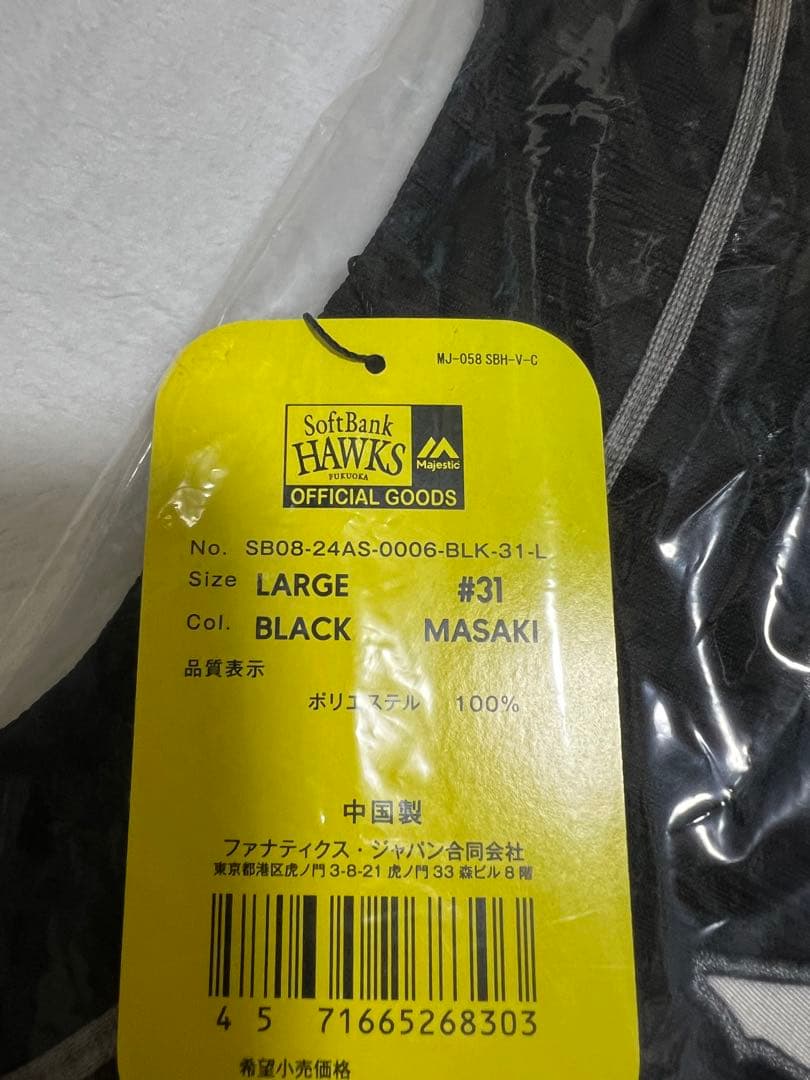 MJ-058 SBH-V-C
SoftBank
HAWKS
FUKUOKA
Majestic
OFFICIAL GOODS
No. SB08-24AS-0006-BLK-31-L
Size LARGE #31
Col. BLACK MASAKI
品質表示
ポリエステル 100%
中国製
ファナティクス・ジャパン合同会社
東京都港区虎ノ門 3-8-21 虎ノ門 33 森ビル 8 階
4 5 71665268303
希望小売価格